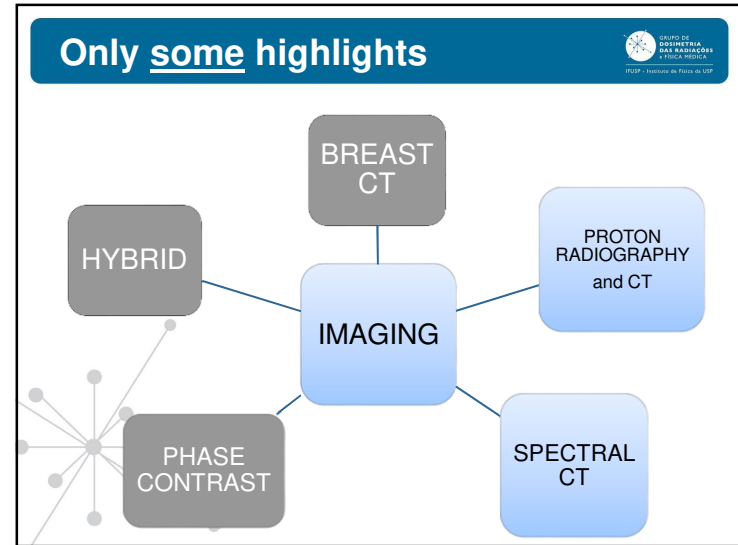 Only some highlights
GRUPO DE
DOSIMETRIA
DAS RADIAÇÕES
e FÍSICA MÉDICA
IFUSP - Instituto de Física da USP
BREAST
CT
HYBRID
PROTON
RADIOGRAPHY
and CT
IMAGING
PHASE
CONTRAST
SPECTRAL
CT